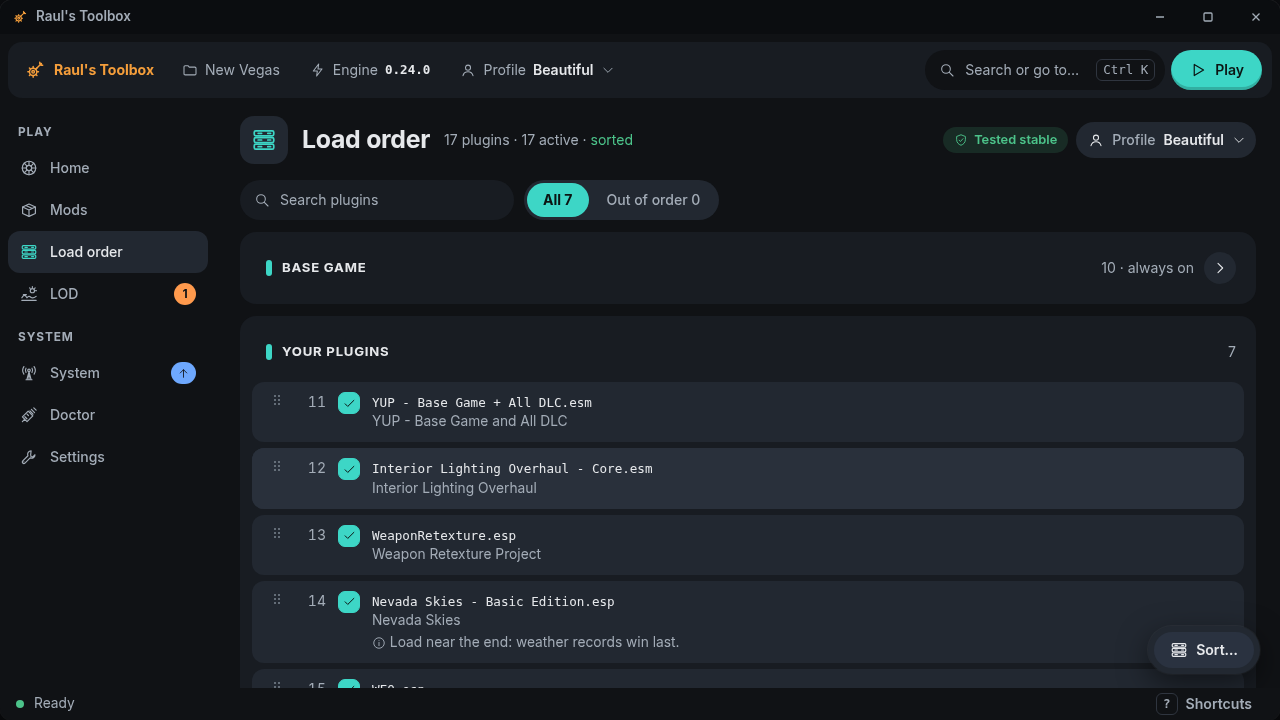 Raul's Toolbox
Raul's Toolbox
New Vegas
Engine 0.24.0
Profile Beautiful
Search or go to...
Ctrl K
Play
PLAY
Home
Mods
Load order
LOD
1
SYSTEM
System
Doctor
Settings
Load order
17 plugins · 17 active · sorted
Tested stable
Profile Beautiful
Search plugins
All 7
Out of order 0
BASE GAME
10 · always on
YOUR PLUGINS
7
11
YUP - Base Game + All DLC.esm
YUP - Base Game and All DLC
12
Interior Lighting Overhaul - Core.esm
Interior Lighting Overhaul
13
WeaponRetexture.esp
Weapon Retexture Project
14
Nevada Skies - Basic Edition.esp
Nevada Skies
Load near the end: weather records win last.
Sort...
Ready
? Shortcuts